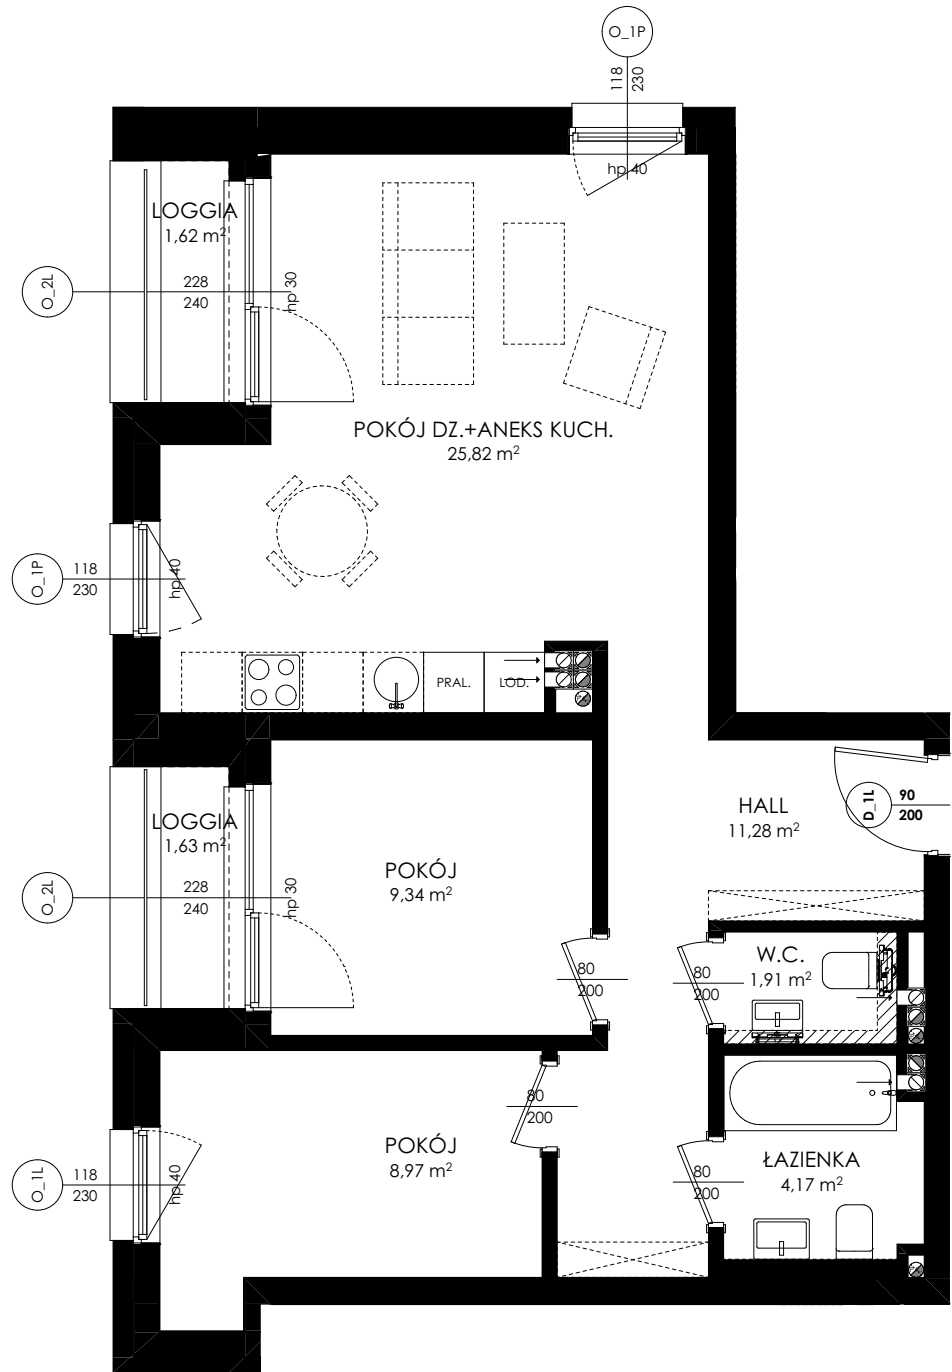 O_1P
118
230
hp 40
LOGGIA
1,62 m²
O_2L
228
240
hp 30
POKÓJ DZ.+ANEKS KUCH.
25,82 m²
O_1P
118
230
hp 40
PRAL.
LOD.
LOGGIA
1,63 m²
O_2L
228
240
hp 30
POKÓJ
9,34 m²
80
200
HALL
11,28 m²
D_1L
90
200
W.C.
1,91 m²
80
200
POKÓJ
8,97 m²
80
200
O_1L
118
230
hp 40
ŁAZIENKA
4,17 m²
80
200